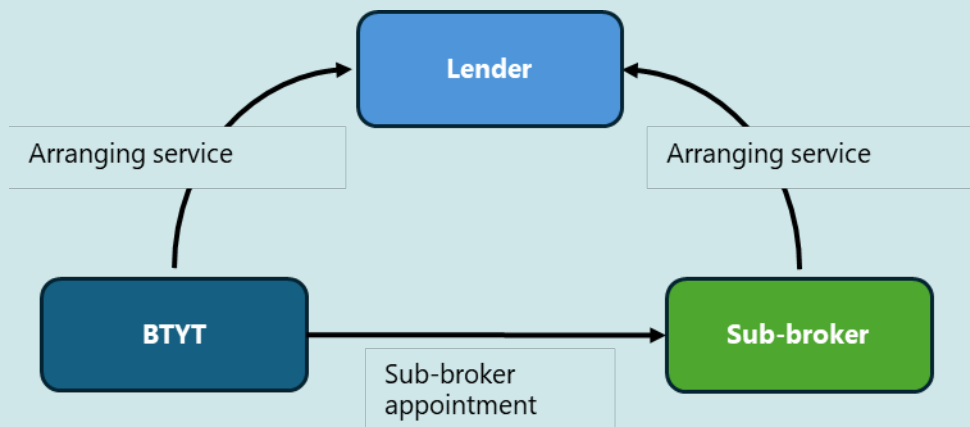 Lender
Arranging service
Arranging service
BTYT
Sub-broker
Sub-broker
appointment